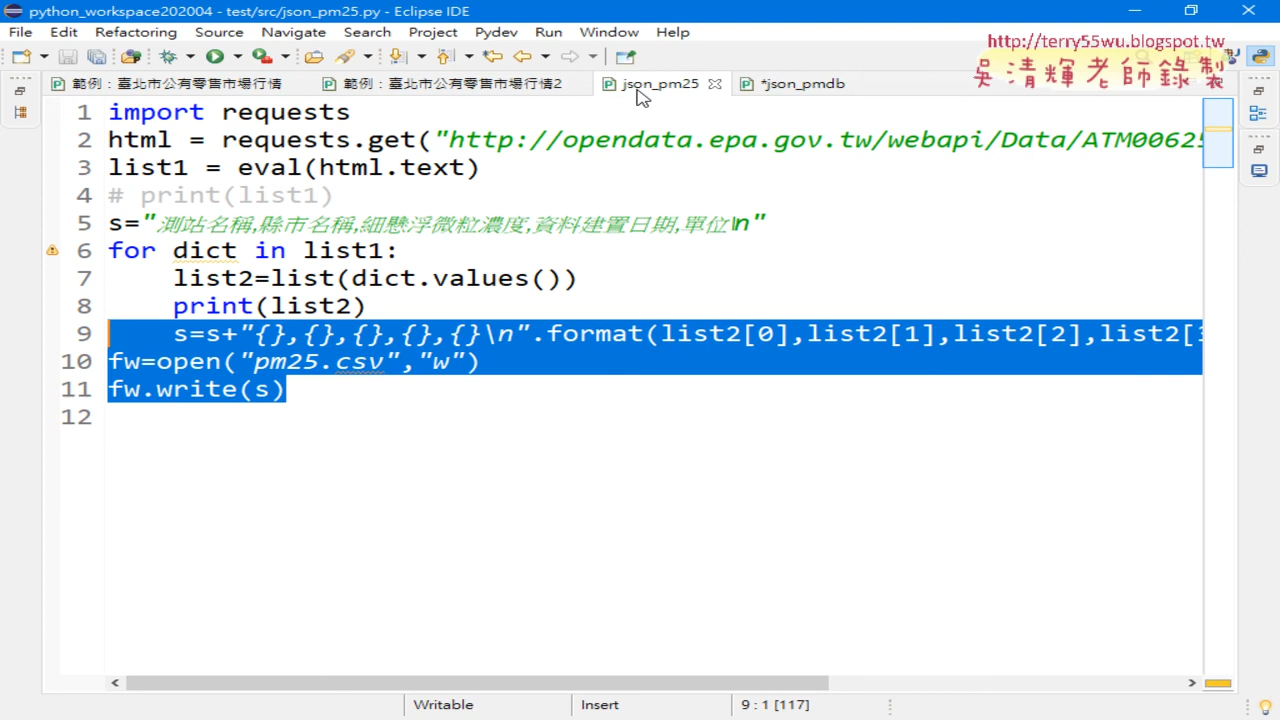 python_workspace202004 - test/src/json_pm25.py - Eclipse IDE
File Edit Refactoring Source Navigate Search Project Pydev Run Window Help
http://terry55wu.blogspot.tw
吳清輝老師錄製
範例：臺北市公有零售市場行情 範例：臺北市公有零售市場行情2 json_pm25 *json_pmdb
1 import requests
2 html = requests.get("http://opendata.epa.gov.tw/webapi/Data/ATM00625
3 list1 = eval(html.text)
4 # print(list1)
5 s="測站名稱,縣市名稱,細懸浮微粒濃度,資料建置日期,單位\n"
6 for dict in list1:
7 list2=list(dict.values())
8 print(list2)
9 s=s+"{},{},{},{},{}\n".format(list2[0],list2[1],list2[2],list2[3
10 fw=open("pm25.csv","w")
11 fw.write(s)
12
Writable Insert 9 : 1 [117]